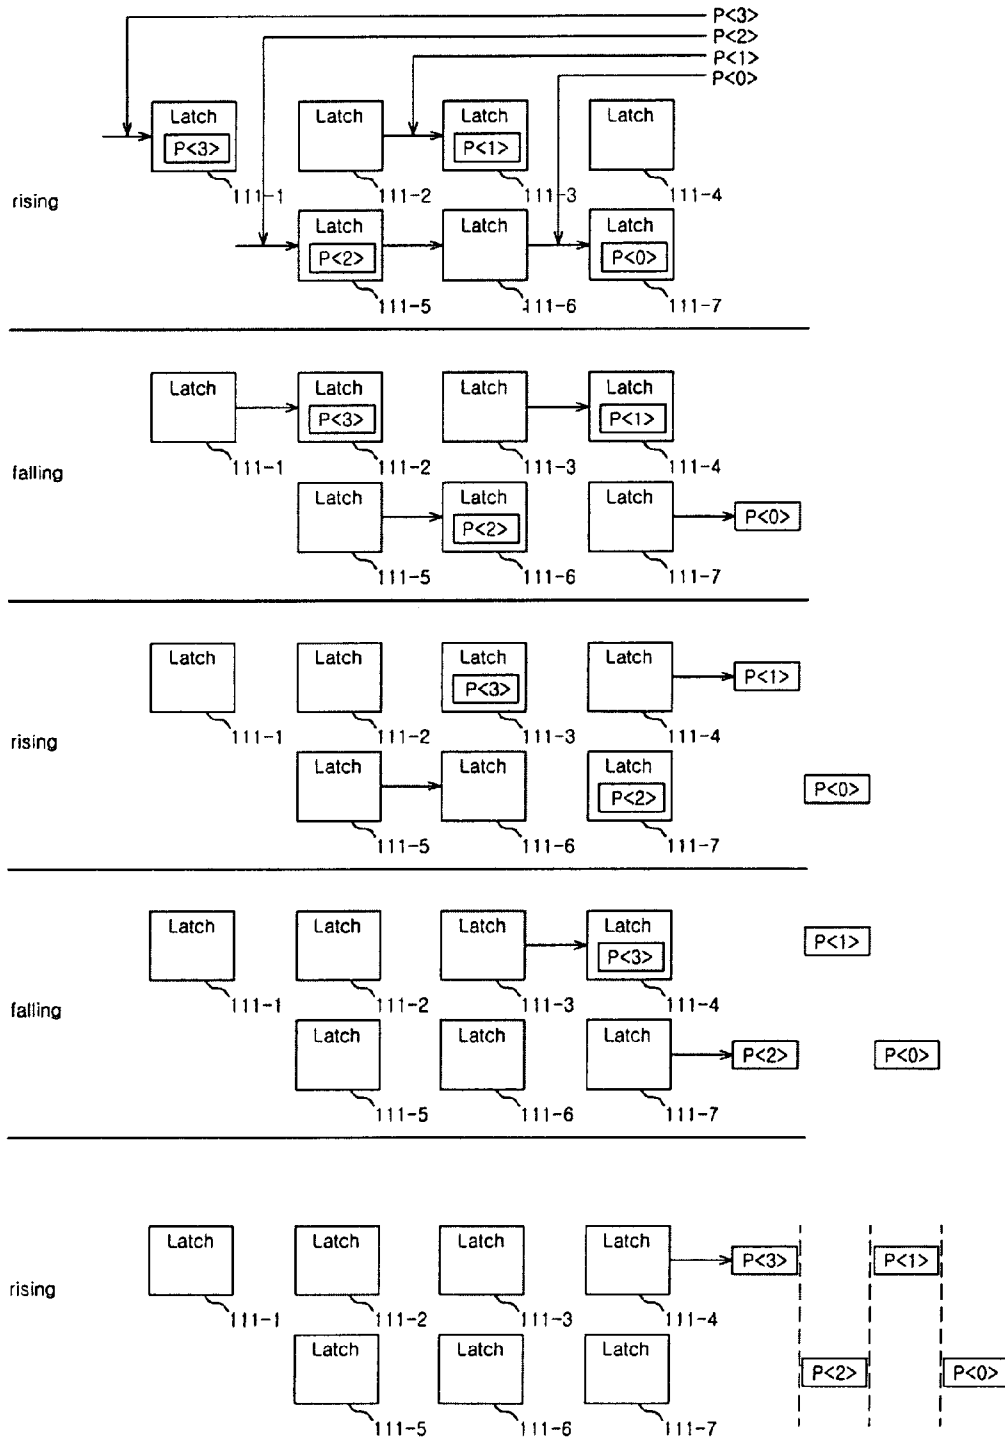 P<3>
P<2>
P<1>
P<0>
Latch Latch Latch Latch
P<3> P<1>
111-1 111-2 111-3 111-4
rising
Latch Latch Latch
P<2> P<0>
111-5 111-6 111-7
Latch Latch Latch Latch
P<3> P<1>
111-1 111-2 111-3 111-4
falling
Latch Latch Latch
P<2> P<0>
111-5 111-6 111-7
Latch Latch Latch Latch
P<3> P<1>
111-1 111-2 111-3 111-4
rising
Latch Latch Latch
P<2> P<0>
111-5 111-6 111-7
Latch Latch Latch Latch
P<3> P<1>
111-1 111-2 111-3 111-4
falling
Latch Latch Latch
P<2> P<0>
111-5 111-6 111-7
Latch Latch Latch Latch
P<3> P<1>
rising
111-1 111-2 111-3 111-4
Latch Latch Latch
P<2> P<0>
111-5 111-6 111-7